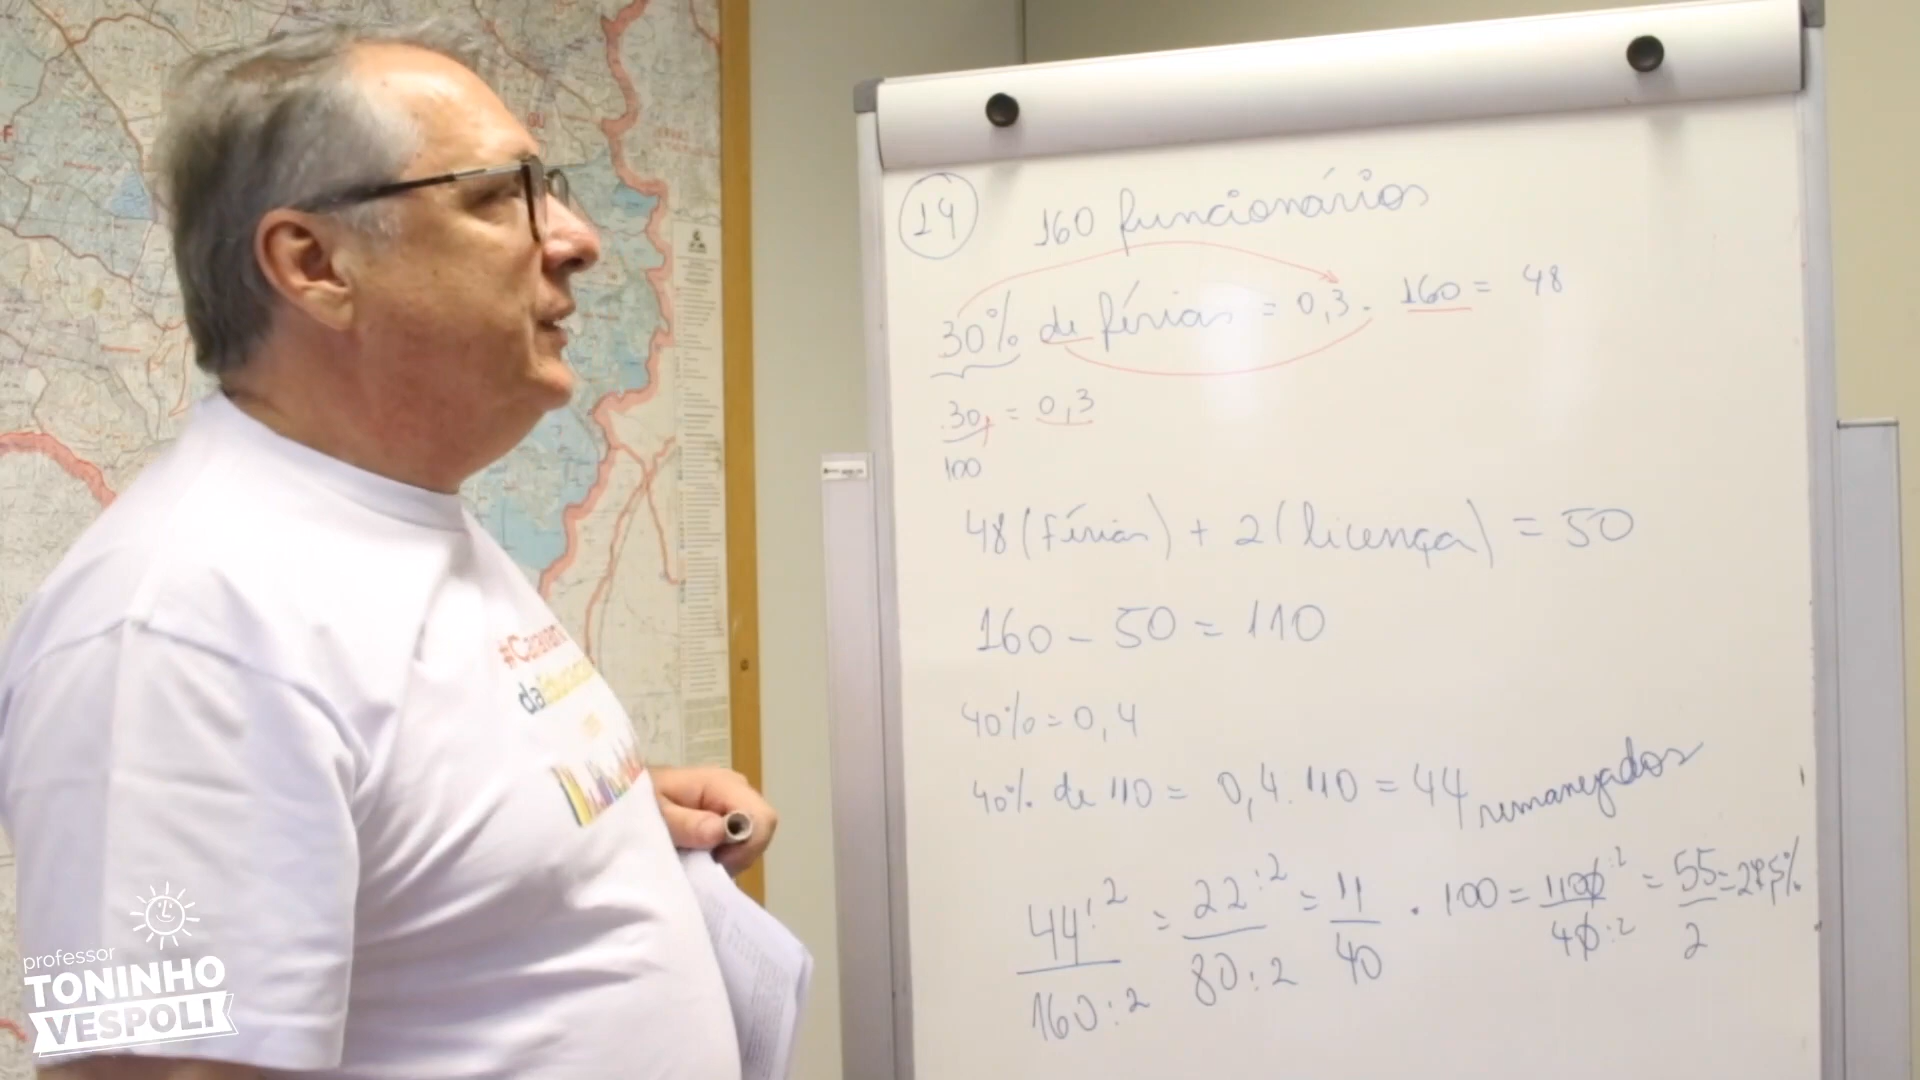 14
160 funcionários
30% de férias = 0,3 . 160 = 48
30, = 0,3
100
48 (Férias) + 2 (licença) = 50
160 - 50 = 110
40% = 0,4
40% de 110 = 0,4 . 110 = 44 remanejados
44:2 = 22:2 = 11 . 100 = 1100:2 = 55 =
160:2 80:2 40 40:2 2
#Caravan
da
professor
TONINHO
VESPOLI